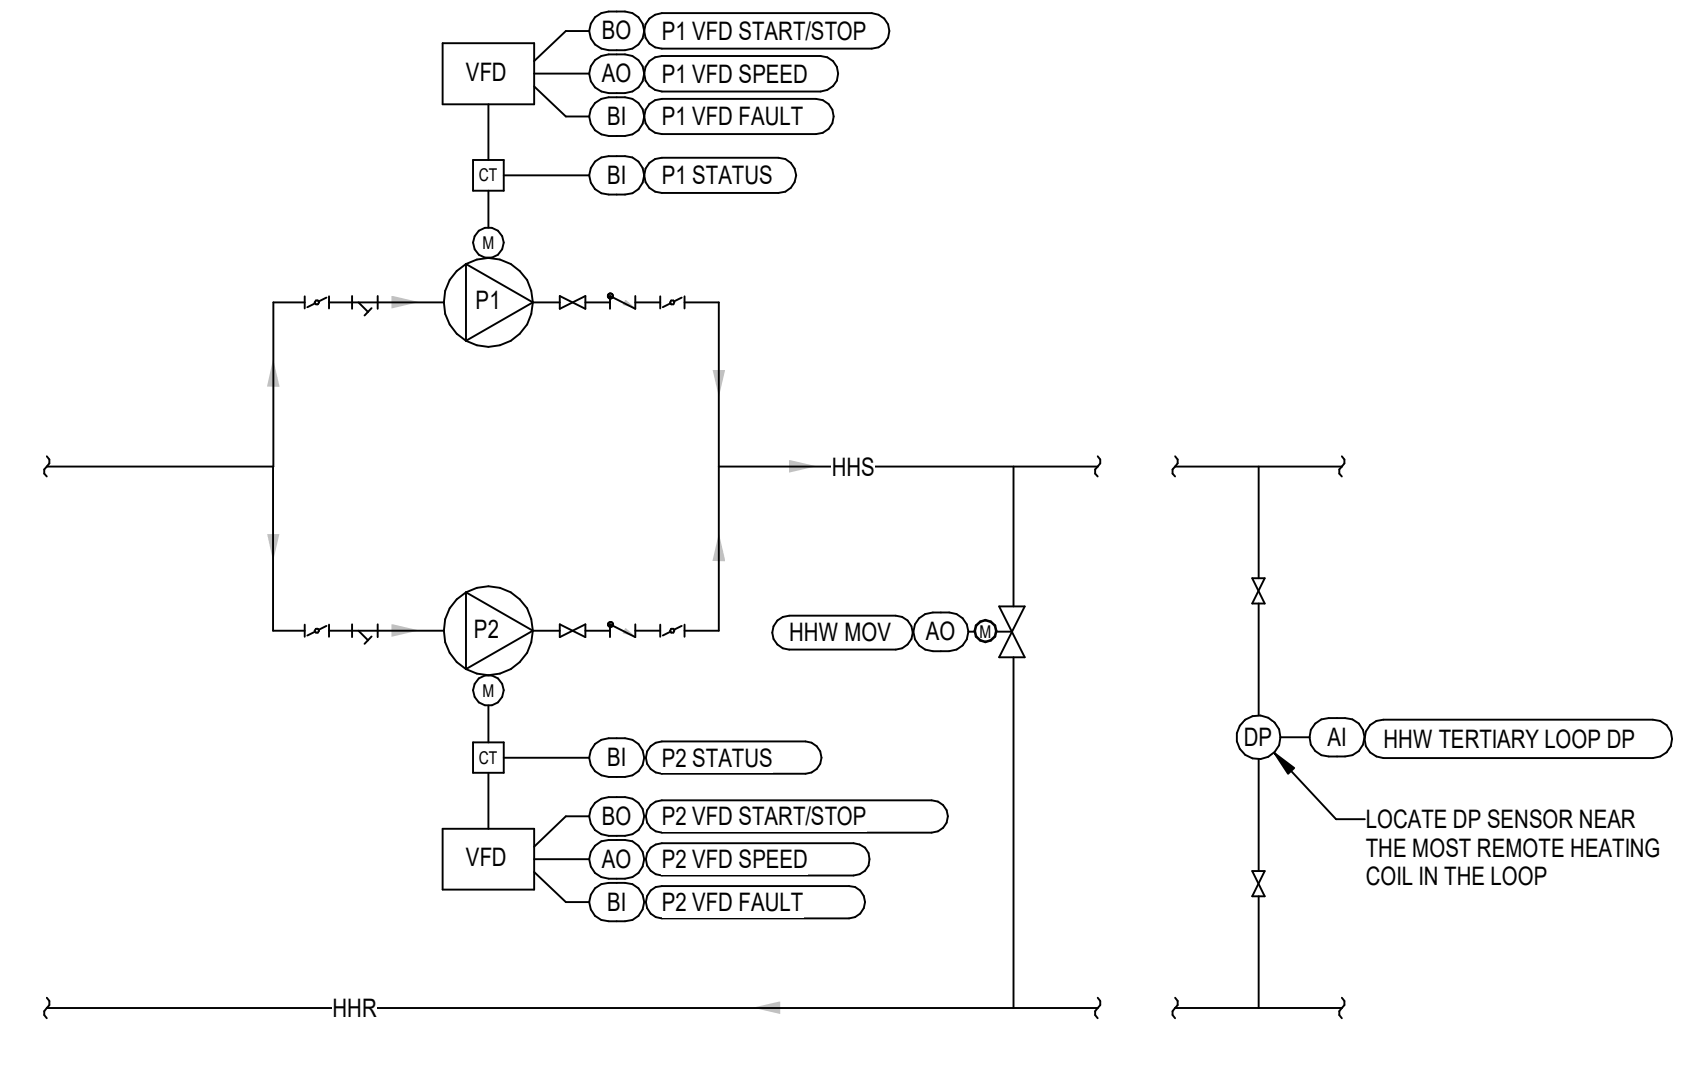 BO P1 VFD START/STOP
VFD AO P1 VFD SPEED
BI P1 VFD FAULT
CT BI P1 STATUS
M
P1
HHS
P2
HHW MOV AO M
M
DP AI HHW TERTIARY LOOP DP
CT BI P2 STATUS
BO P2 VFD START/STOP
VFD AO P2 VFD SPEED
BI P2 VFD FAULT
LOCATE DP SENSOR NEAR
THE MOST REMOTE HEATING
COIL IN THE LOOP
HHR